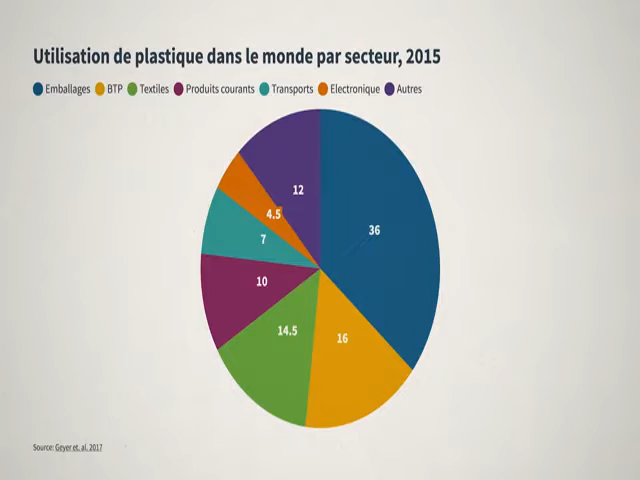 Utilisation de plastique dans le monde par secteur, 2015
Emballages BTP Textiles Produits courants Transports Electronique Autres
12
36
4.5
7
10
14.5
16
Source: Geyer et. al. 2017